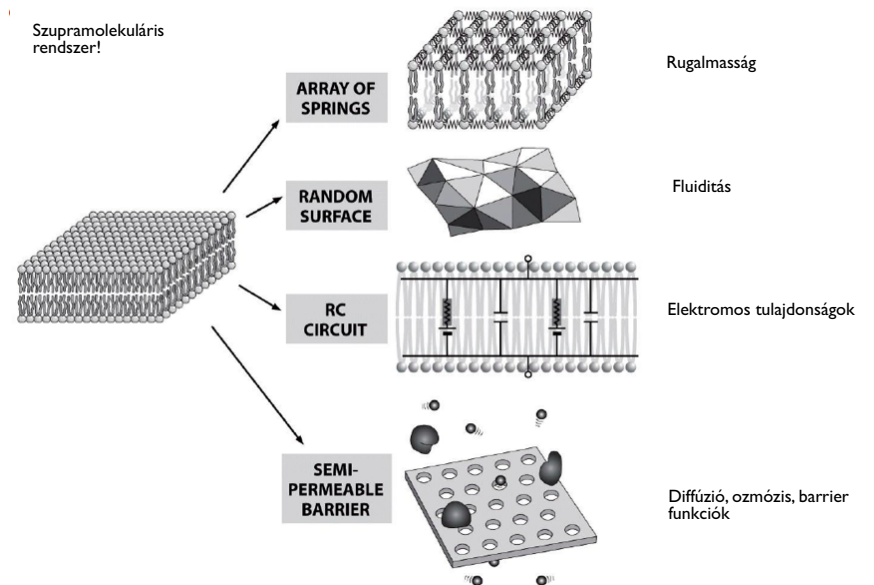 Szupramolekuláris
rendszer!
ARRAY OF
SPRINGS
Rugalmasság
RANDOM
SURFACE
Fluiditás
RC
CIRCUIT
Elektromos tulajdonságok
SEMI-
PERMEABLE
BARRIER
Diffúzió, ozmózis, barrier
funkciók